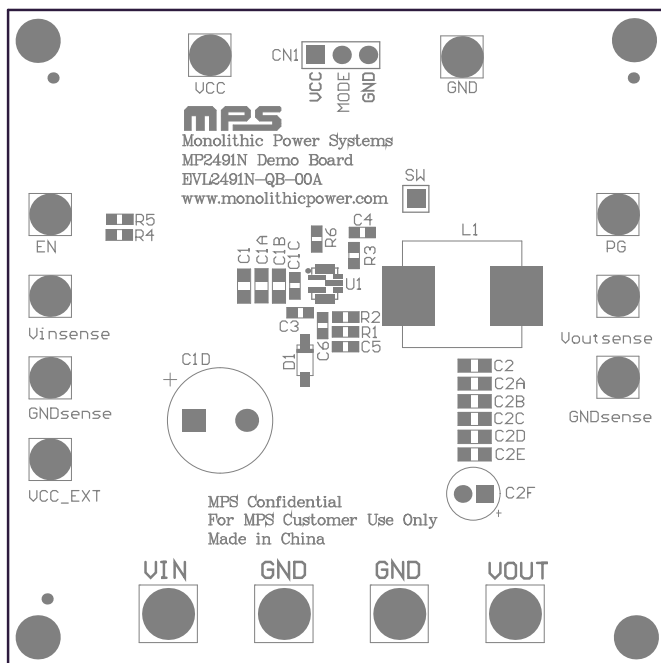 CN1
VCC
GND
VCC
MODE
GND
MPS
Monolithic Power Systems
MP2491N Demo Board
EVL2491N-QB-00A
www.monolithicpower.com
SW
EN
R5
R4
C1
C1A
C1B
C1C
R6
C4
R3
U1
L1
PG
Vinsense
Voutsense
C3
C6
R2
R1
C5
D1
C1D
+
GNDsense
GNDsense
C2
C2A
C2B
C2C
C2D
C2E
C2F
+
VCC_EXT
MPS Confidential
For MPS Customer Use Only
Made in China
VIN
GND
GND
VOUT